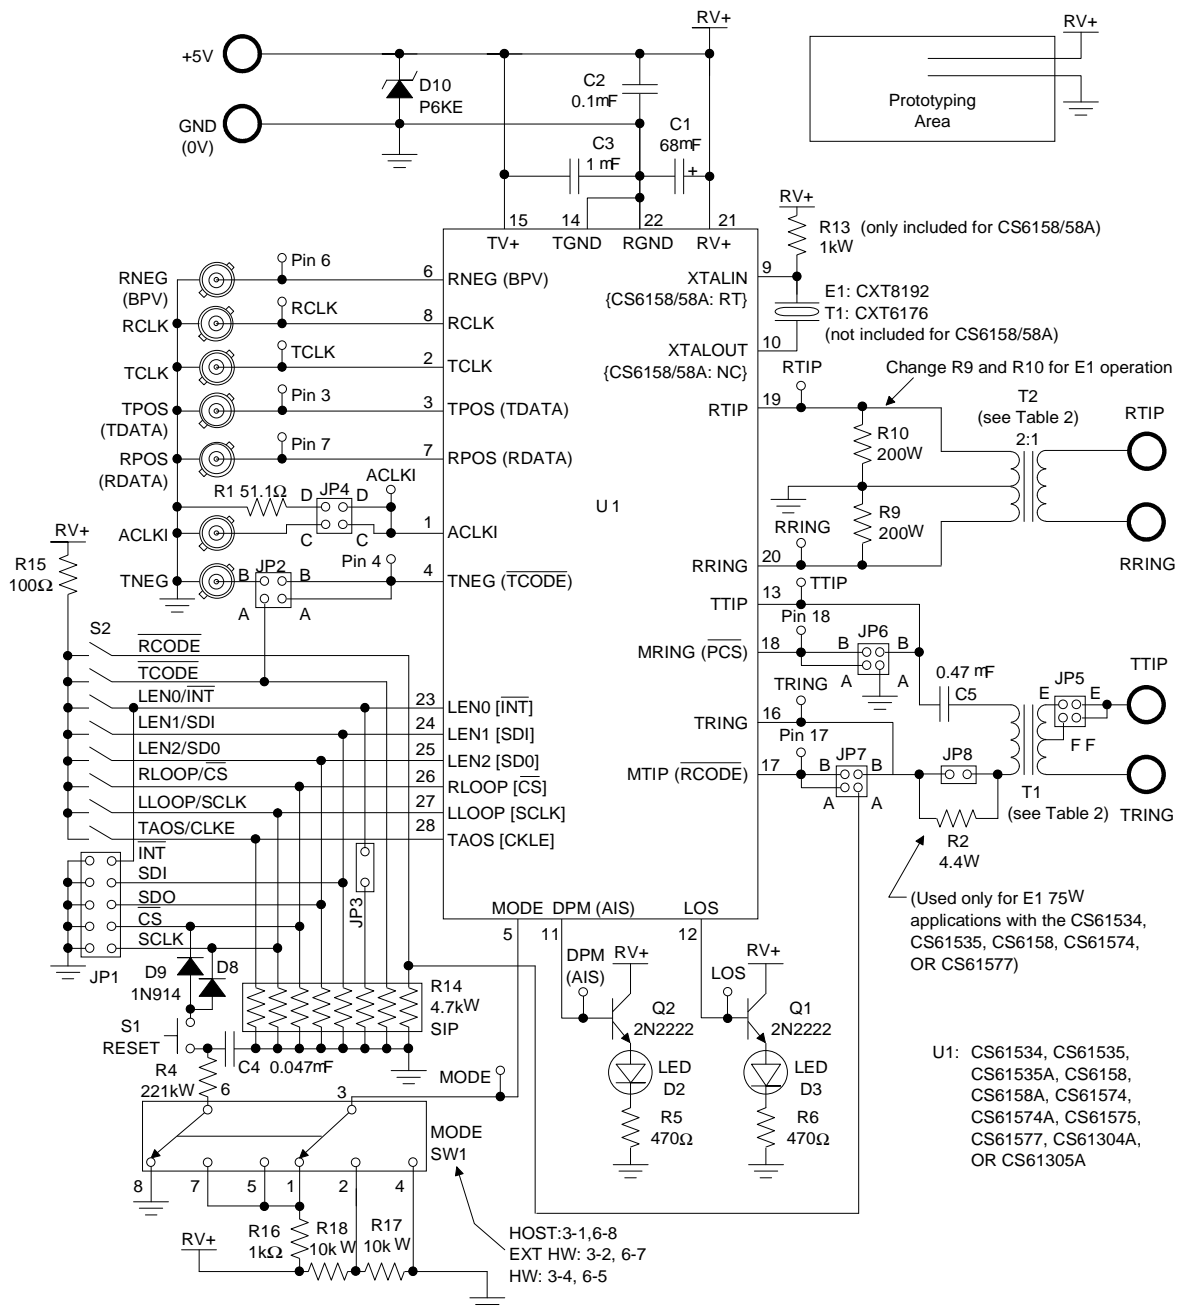 RV+
+5V
GND
(0V)
D10
P6KE
C2
0.1mF
C3
1 mF
C1
68mF
+
RV+
Prototyping
Area
15
14
22
21
TV+
TGND
RGND
RV+
RV+
R13 (only included for CS6158/58A)
1kW
9
XTALIN
{CS6158/58A: RT}
E1: CXT8192
T1: CXT6176
(not included for CS6158/58A)
10
XTALOUT
{CS6158/58A: NC}
RNEG
(BPV)
Pin 6
6
RNEG (BPV)
RCLK
RCLK
8
RCLK
TCLK
TCLK
2
TCLK
TPOS
(TDATA)
Pin 3
3
TPOS (TDATA)
RPOS
(RDATA)
Pin 7
7
RPOS (RDATA)
R1 51.1Ω
D
JP4
D
C
C
ACLKI
ACLKI
1
ACLKI
TNEG
B
JP2
B
A
A
Pin 4
4
TNEG (TCODE)
U1
RTIP
19
RTIP
Change R9 and R10 for E1 operation
R10
200W
R9
200W
T2
(see Table 2)
2:1
RTIP
RRING
RRING
20
RRING
TTIP
13
TTIP
Pin 18
18
MRING (PCS)
B
JP6
B
A
A
TRING
16
TRING
Pin 17
17
MTIP (RCODE)
B
JP7
B
A
A
0.47 mF
C5
JP8
R2
4.4W
T1
(see Table 2)
E
JP5
E
F F
TTIP
TRING
(Used only for E1 75W
applications with the CS61534,
CS61535, CS6158, CS61574,
OR CS61577)
RV+
R15
100Ω
S2
RCODE
TCODE
LEN0/INT
23
LEN0 [INT]
LEN1/SDI
24
LEN1 [SDI]
LEN2/SD0
25
LEN2 [SD0]
RLOOP/CS
26
RLOOP [CS]
LLOOP/SCLK
27
LLOOP [SCLK]
TAOS/CLKE
28
TAOS [CKLE]
INT
SDI
SDO
CS
SCLK
JP1
JP3
D9
1N914
D8
S1
RESET
R4
221kW
C4
0.047mF
R14
4.7kW
SIP
MODE
5
DPM (AIS)
11
LOS
12
DPM
(AIS)
RV+
Q2
2N2222
LED
D2
R5
470Ω
LOS
RV+
Q1
2N2222
LED
D3
R6
470Ω
MODE
6
3
MODE
SW1
8
7
5
1
2
4
RV+
R16
1kΩ
R18
10k W
R17
10k W
HOST:3-1,6-8
EXT HW: 3-2, 6-7
HW: 3-4, 6-5
U1: CS61534, CS61535,
CS61535A, CS6158,
CS6158A, CS61574,
CS61574A, CS61575,
CS61577, CS61304A,
OR CS61305A